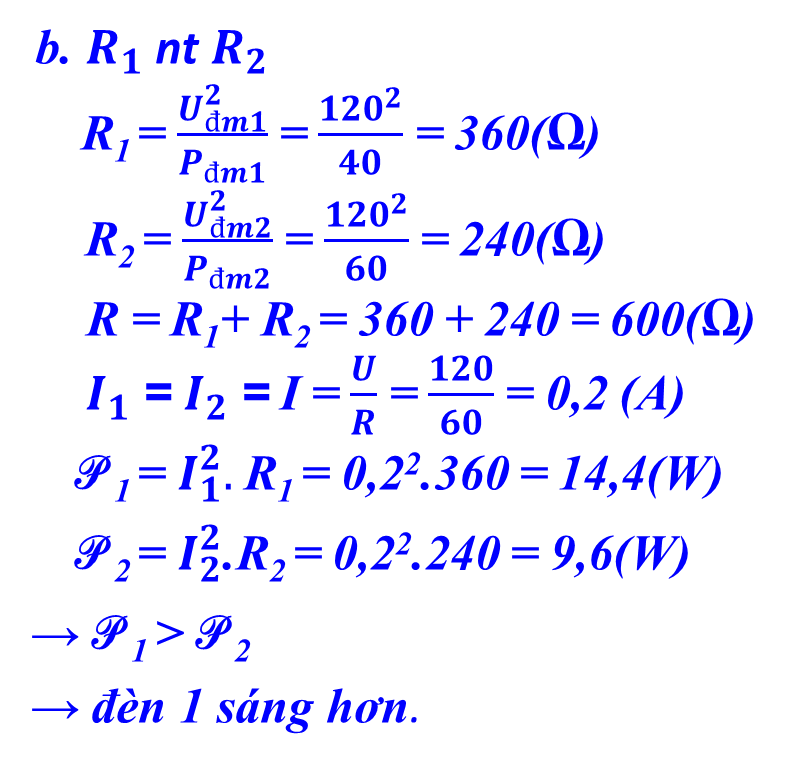 b. R₁ nt R₂
R₁ = U²đm1/Pđm1 = 120²/40 = 360(Ω)
R₂ = U²đm2/Pđm2 = 120²/60 = 240(Ω)
R = R₁ + R₂ = 360 + 240 = 600(Ω)
I₁ = I₂ = I = U/R = 120/60 = 0,2 (A)
𝒫₁ = I₁². R₁ = 0,2².360 = 14,4(W)
𝒫₂ = I₂².R₂ = 0,2².240 = 9,6(W)
→ 𝒫₁ > 𝒫₂
→ đèn 1 sáng hơn.